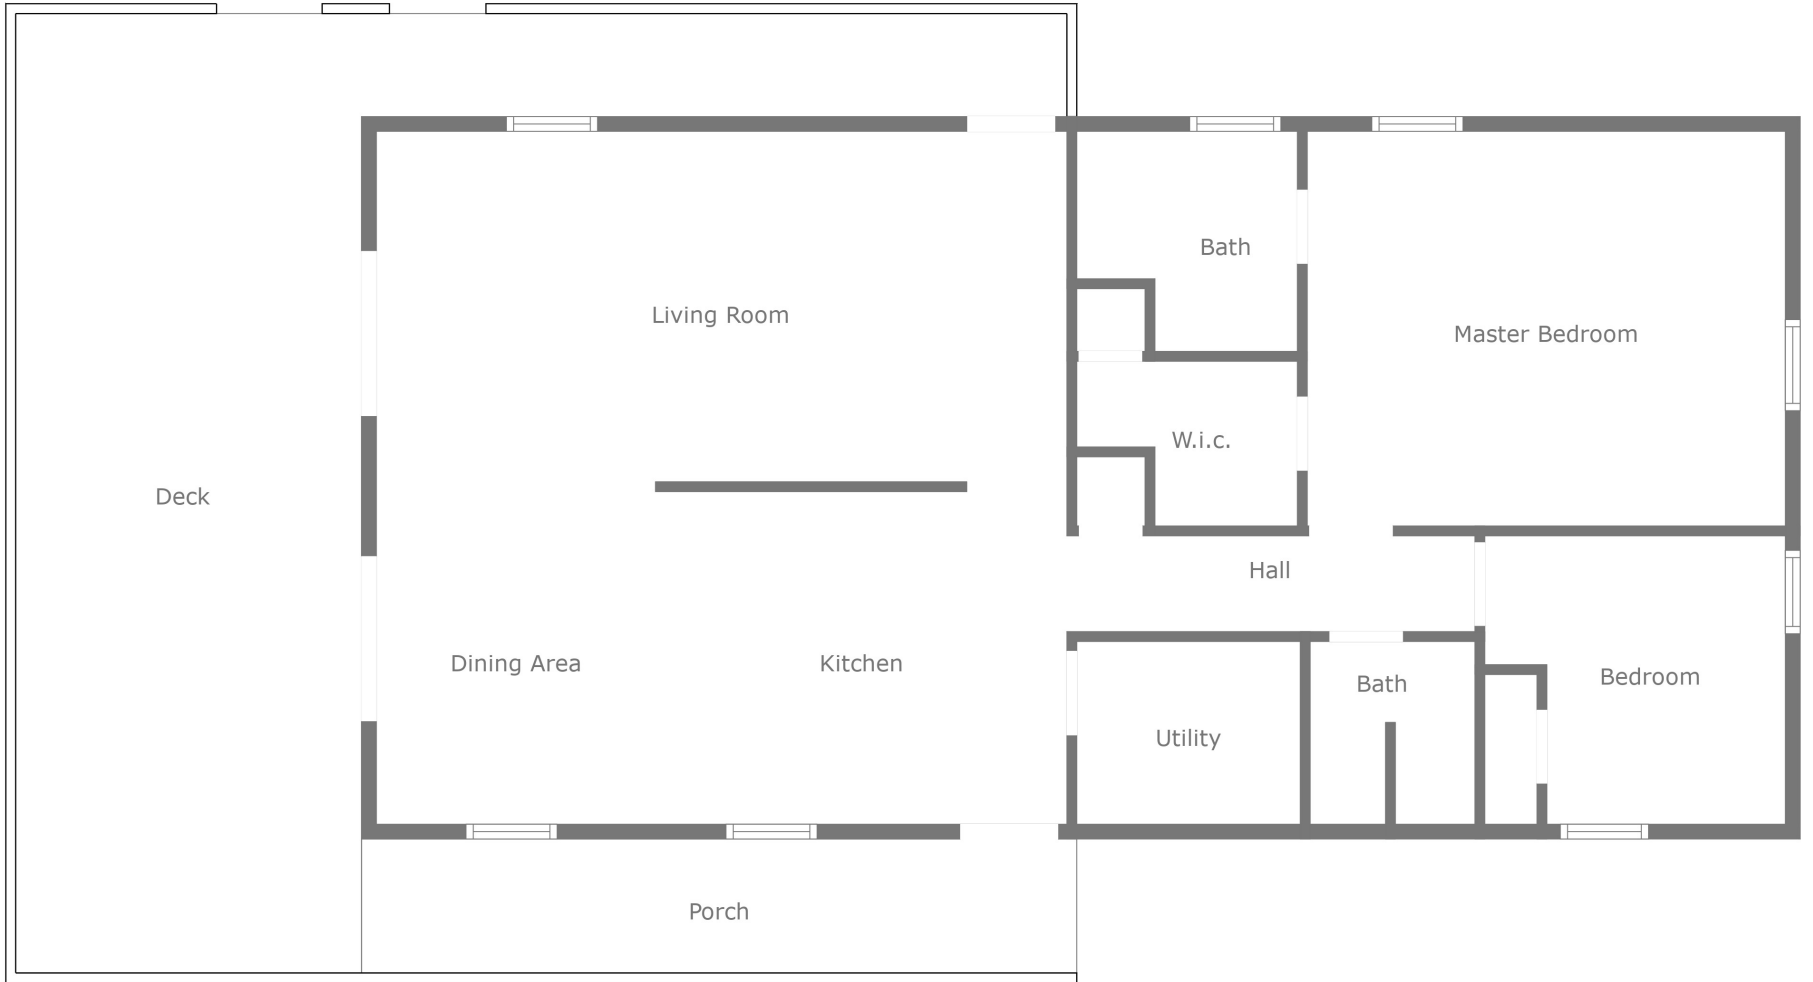 Bath
Living Room
Master Bedroom
W.i.c.
Deck
Hall
Dining Area
Kitchen
Bath
Bedroom
Utility
Porch